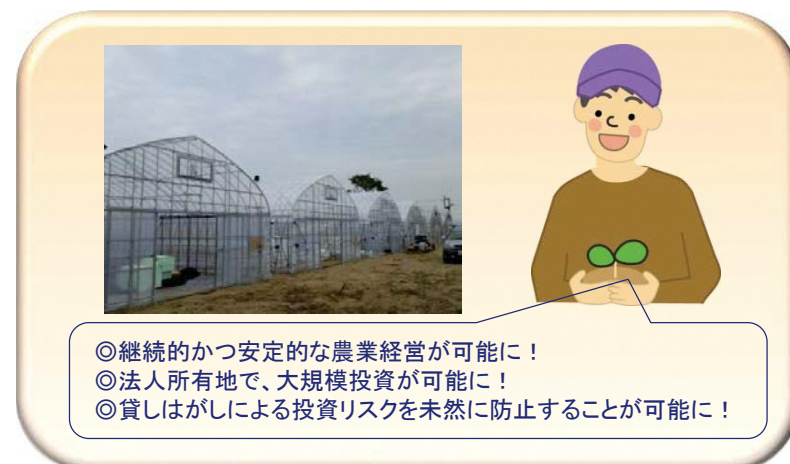 ◎継続的かつ安定的な農業経営が可能に！
◎法人所有地で、大規模投資が可能に！
◎貸しはがしによる投資リスクを未然に防止することが可能に！